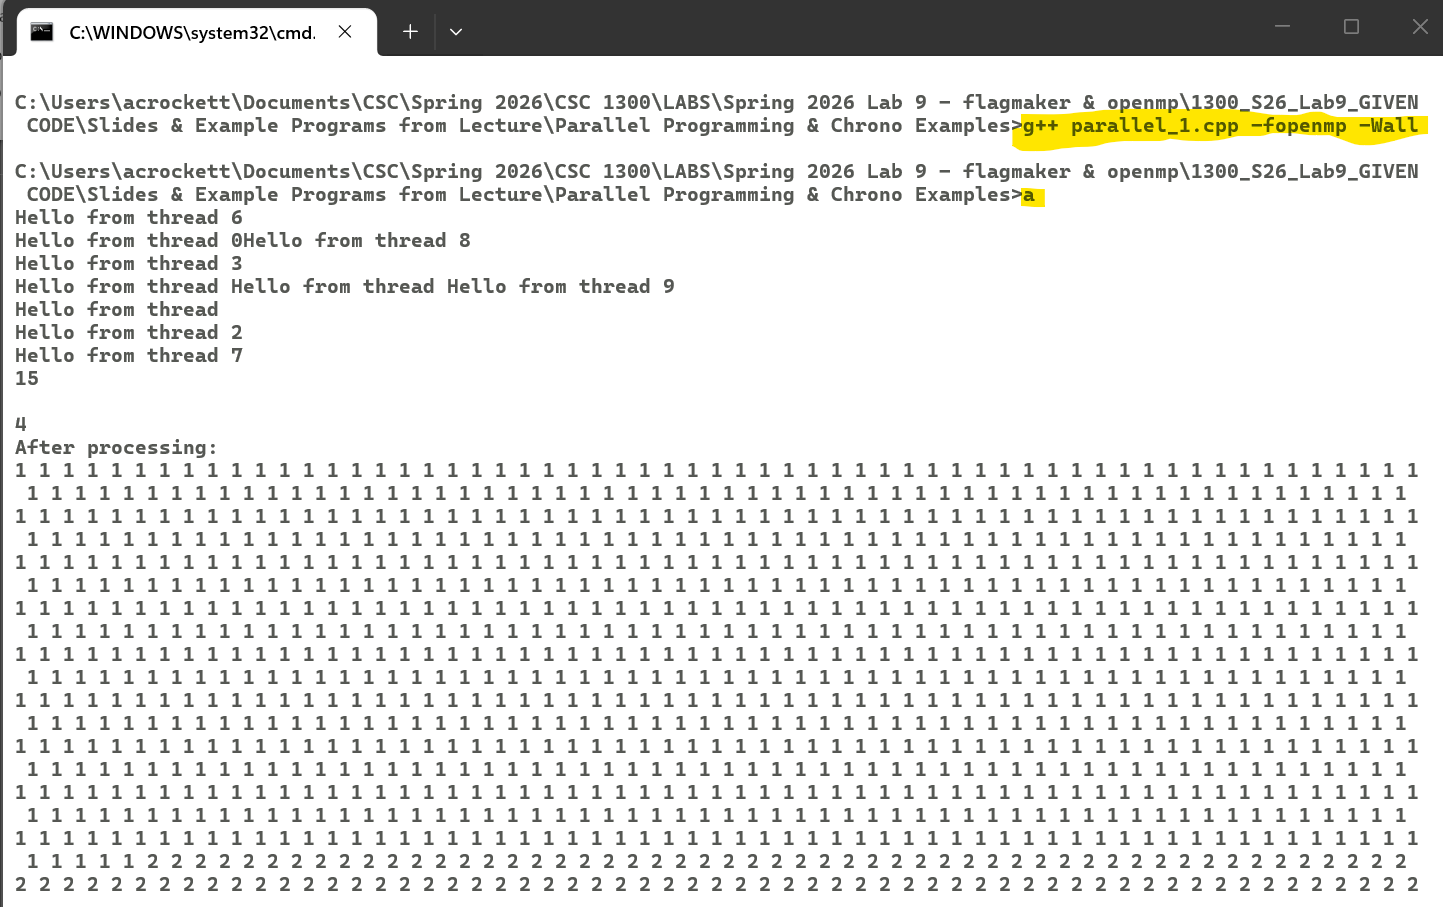 C:\WINDOWS\system32\cmd.
C:\Users\acrockett\Documents\CSC\Spring 2026\CSC 1300\LABS\Spring 2026 Lab 9 - flagmaker & openmp\1300_S26_Lab9_GIVEN
CODE\Slides & Example Programs from Lecture\Parallel Programming & Chrono Examples>g++ parallel_1.cpp -fopenmp -Wall
C:\Users\acrockett\Documents\CSC\Spring 2026\CSC 1300\LABS\Spring 2026 Lab 9 - flagmaker & openmp\1300_S26_Lab9_GIVEN
CODE\Slides & Example Programs from Lecture\Parallel Programming & Chrono Examples>a
Hello from thread 6
Hello from thread 0Hello from thread 8
Hello from thread 3
Hello from thread Hello from thread Hello from thread 9
Hello from thread
Hello from thread 2
Hello from thread 7
15
4
After processing:
1 1 1 1 1 1 1 1 1 1 1 1 1 1 1 1 1 1 1 1 1 1 1 1 1 1 1 1 1 1 1 1 1 1 1 1 1 1 1 1 1 1 1 1 1 1 1 1 1 1 1 1 1 1 1 1 1 1 1
1 1 1 1 1 1 1 1 1 1 1 1 1 1 1 1 1 1 1 1 1 1 1 1 1 1 1 1 1 1 1 1 1 1 1 1 1 1 1 1 1 1 1 1 1 1 1 1 1 1 1 1 1 1 1 1 1 1
1 1 1 1 1 1 1 1 1 1 1 1 1 1 1 1 1 1 1 1 1 1 1 1 1 1 1 1 1 1 1 1 1 1 1 1 1 1 1 1 1 1 1 1 1 1 1 1 1 1 1 1 1 1 1 1 1 1 1
1 1 1 1 1 1 1 1 1 1 1 1 1 1 1 1 1 1 1 1 1 1 1 1 1 1 1 1 1 1 1 1 1 1 1 1 1 1 1 1 1 1 1 1 1 1 1 1 1 1 1 1 1 1 1 1 1 1
1 1 1 1 1 1 1 1 1 1 1 1 1 1 1 1 1 1 1 1 1 1 1 1 1 1 1 1 1 1 1 1 1 1 1 1 1 1 1 1 1 1 1 1 1 1 1 1 1 1 1 1 1 1 1 1 1 1 1
1 1 1 1 1 1 1 1 1 1 1 1 1 1 1 1 1 1 1 1 1 1 1 1 1 1 1 1 1 1 1 1 1 1 1 1 1 1 1 1 1 1 1 1 1 1 1 1 1 1 1 1 1 1 1 1 1 1
1 1 1 1 1 1 1 1 1 1 1 1 1 1 1 1 1 1 1 1 1 1 1 1 1 1 1 1 1 1 1 1 1 1 1 1 1 1 1 1 1 1 1 1 1 1 1 1 1 1 1 1 1 1 1 1 1 1 1
1 1 1 1 1 1 1 1 1 1 1 1 1 1 1 1 1 1 1 1 1 1 1 1 1 1 1 1 1 1 1 1 1 1 1 1 1 1 1 1 1 1 1 1 1 1 1 1 1 1 1 1 1 1 1 1 1 1
1 1 1 1 1 1 1 1 1 1 1 1 1 1 1 1 1 1 1 1 1 1 1 1 1 1 1 1 1 1 1 1 1 1 1 1 1 1 1 1 1 1 1 1 1 1 1 1 1 1 1 1 1 1 1 1 1 1 1
1 1 1 1 1 1 1 1 1 1 1 1 1 1 1 1 1 1 1 1 1 1 1 1 1 1 1 1 1 1 1 1 1 1 1 1 1 1 1 1 1 1 1 1 1 1 1 1 1 1 1 1 1 1 1 1 1 1
1 1 1 1 1 1 1 1 1 1 1 1 1 1 1 1 1 1 1 1 1 1 1 1 1 1 1 1 1 1 1 1 1 1 1 1 1 1 1 1 1 1 1 1 1 1 1 1 1 1 1 1 1 1 1 1 1 1 1
1 1 1 1 1 1 1 1 1 1 1 1 1 1 1 1 1 1 1 1 1 1 1 1 1 1 1 1 1 1 1 1 1 1 1 1 1 1 1 1 1 1 1 1 1 1 1 1 1 1 1 1 1 1 1 1 1 1
1 1 1 1 1 1 1 1 1 1 1 1 1 1 1 1 1 1 1 1 1 1 1 1 1 1 1 1 1 1 1 1 1 1 1 1 1 1 1 1 1 1 1 1 1 1 1 1 1 1 1 1 1 1 1 1 1 1 1
1 1 1 1 1 1 1 1 1 1 1 1 1 1 1 1 1 1 1 1 1 1 1 1 1 1 1 1 1 1 1 1 1 1 1 1 1 1 1 1 1 1 1 1 1 1 1 1 1 1 1 1 1 1 1 1 1 1
1 1 1 1 1 1 1 1 1 1 1 1 1 1 1 1 1 1 1 1 1 1 1 1 1 1 1 1 1 1 1 1 1 1 1 1 1 1 1 1 1 1 1 1 1 1 1 1 1 1 1 1 1 1 1 1 1 1 1
1 1 1 1 1 1 1 1 1 1 1 1 1 1 1 1 1 1 1 1 1 1 1 1 1 1 1 1 1 1 1 1 1 1 1 1 1 1 1 1 1 1 1 1 1 1 1 1 1 1 1 1 1 1 1 1 1 1
1 1 1 1 1 1 1 1 1 1 1 1 1 1 1 1 1 1 1 1 1 1 1 1 1 1 1 1 1 1 1 1 1 1 1 1 1 1 1 1 1 1 1 1 1 1 1 1 1 1 1 1 1 1 1 1 1 1 1
1 1 1 1 1 2 2 2 2 2 2 2 2 2 2 2 2 2 2 2 2 2 2 2 2 2 2 2 2 2 2 2 2 2 2 2 2 2 2 2 2 2 2 2 2 2 2 2 2 2 2 2 2 2 2 2 2 2
2 2 2 2 2 2 2 2 2 2 2 2 2 2 2 2 2 2 2 2 2 2 2 2 2 2 2 2 2 2 2 2 2 2 2 2 2 2 2 2 2 2 2 2 2 2 2 2 2 2 2 2 2 2 2 2 2 2 2